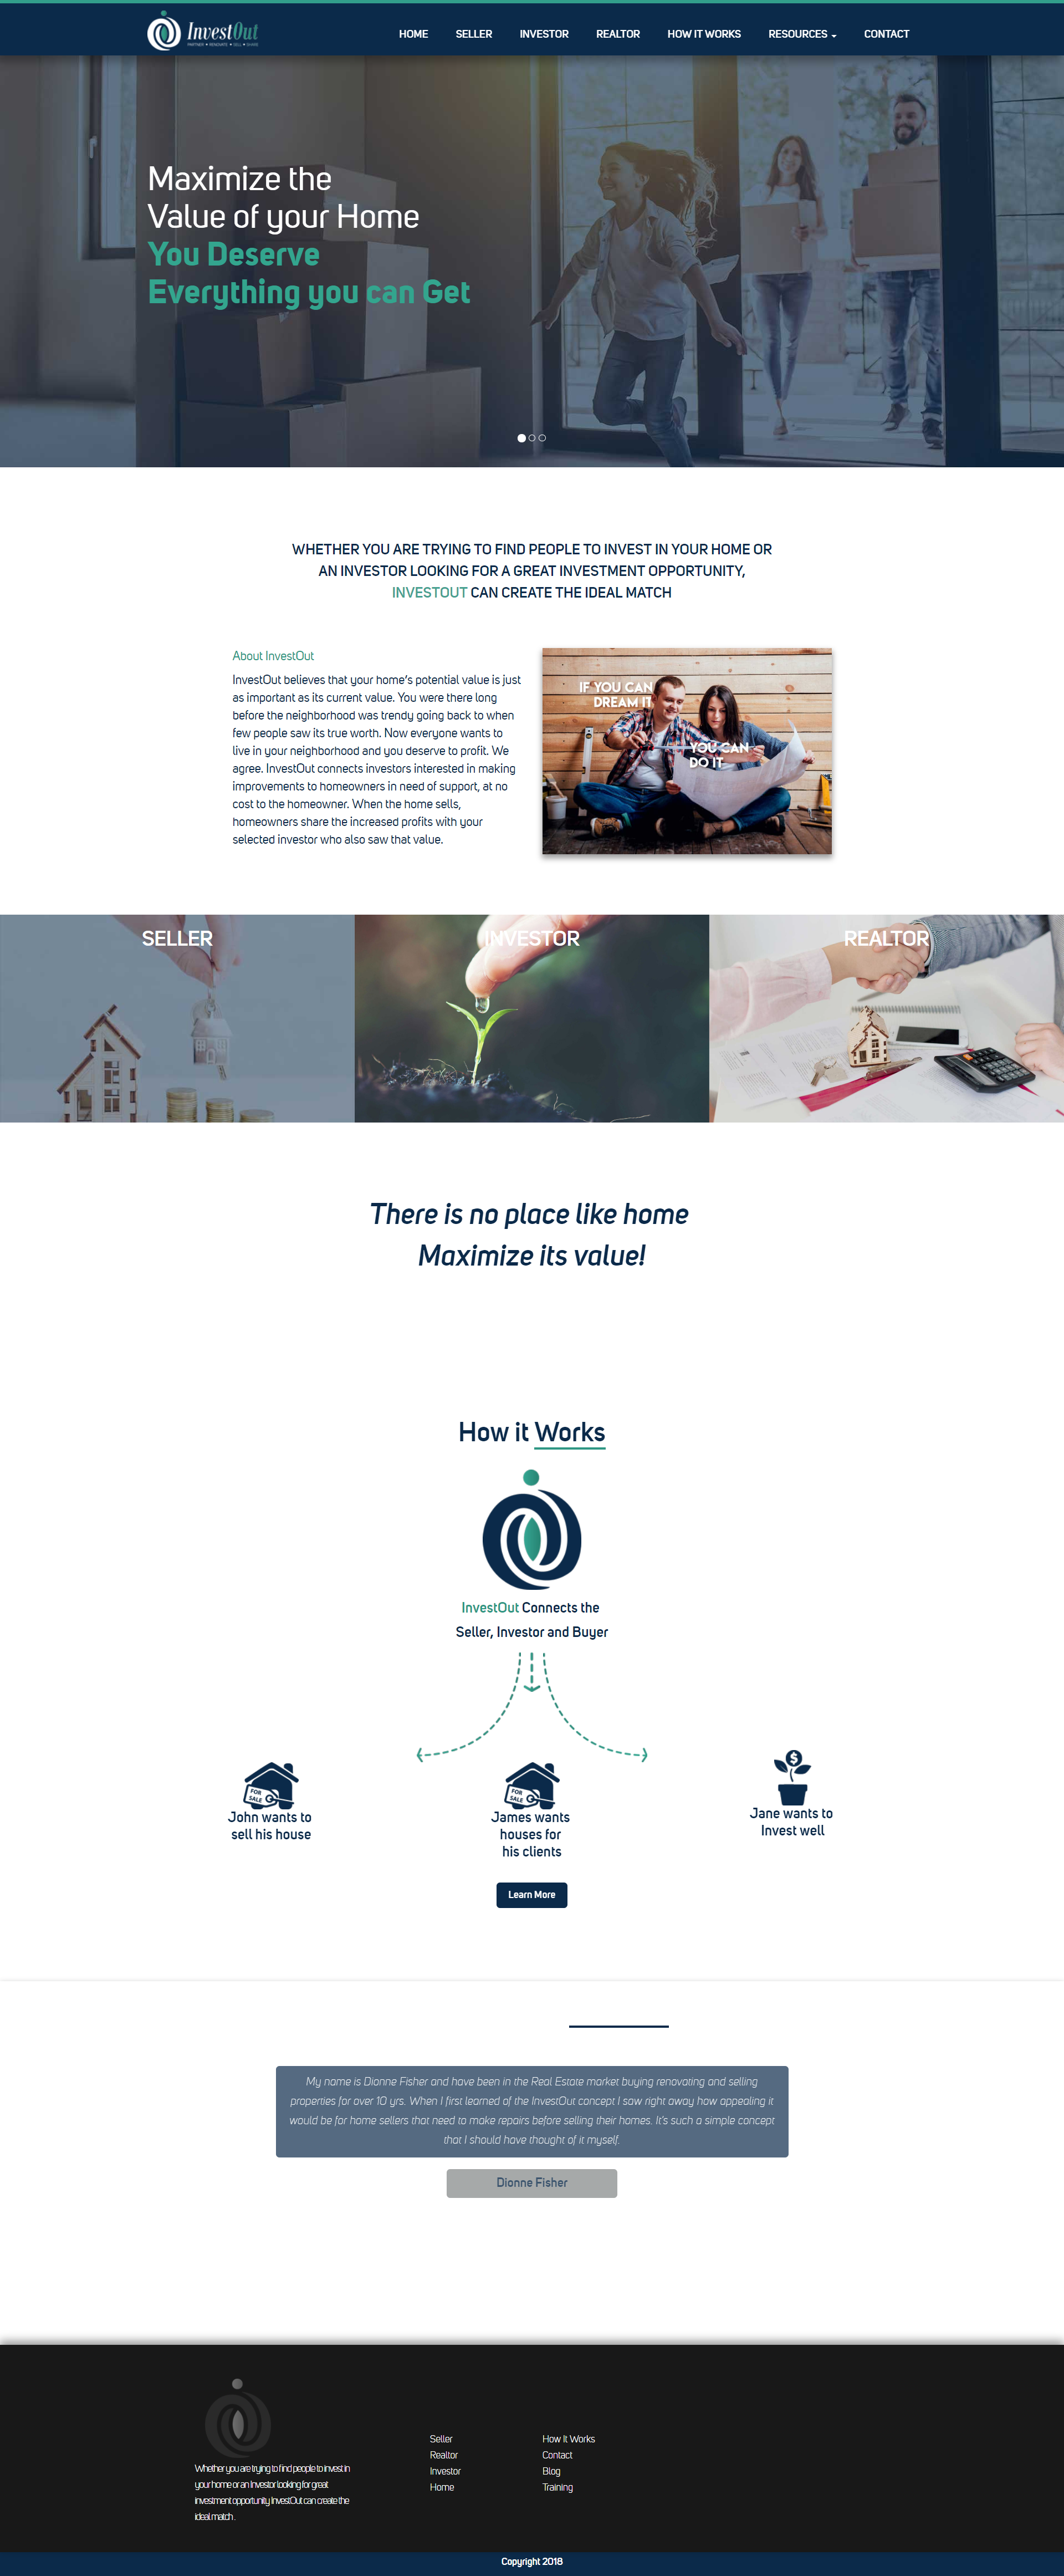 InvestOut
PARTNER • RENOVATE • SELL • SHARE
HOME
SELLER
INVESTOR
REALTOR
HOW IT WORKS
RESOURCES
CONTACT
Maximize the
Value of your Home
You Deserve
Everything you can Get
WHETHER YOU ARE TRYING TO FIND PEOPLE TO INVEST IN YOUR HOME OR
AN INVESTOR LOOKING FOR A GREAT INVESTMENT OPPORTUNITY,
INVESTOUT CAN CREATE THE IDEAL MATCH
About InvestOut
InvestOut believes that your home's potential value is just
as important as its current value. You were there long
before the neighborhood was trendy going back to when
few people saw its true worth. Now everyone wants to
live in your neighborhood and you deserve to profit. We
agree. InvestOut connects investors interested in making
improvements to homeowners in need of support, at no
cost to the homeowner. When the home sells,
homeowners share the increased profits with your
selected investor who also saw that value.
IF YOU CAN
DREAM IT
YOU CAN
DO IT
SELLER
INVESTOR
REALTOR
There is no place like home
Maximize its value!
How it Works
InvestOut Connects the
Seller, Investor and Buyer
FOR
SALE
John wants to
sell his house
FOR
SALE
James wants
houses for
his clients
$
Jane wants to
Invest well
Learn More
My name is Dionne Fisher and have been in the Real Estate market buying renovating and selling
properties for over 10 yrs. When I first learned of the InvestOut concept I saw right away how appealing it
would be for home sellers that need to make repairs before selling their homes. It's such a simple concept
that I should have thought of it myself.
Dionne Fisher
Whether you are trying to find people to invest in
your home or an Investor looking for great
investment opportunity InvestOut can create the
ideal match .
Seller
Realtor
Investor
Home
How It Works
Contact
Blog
Training
Copyright 2018